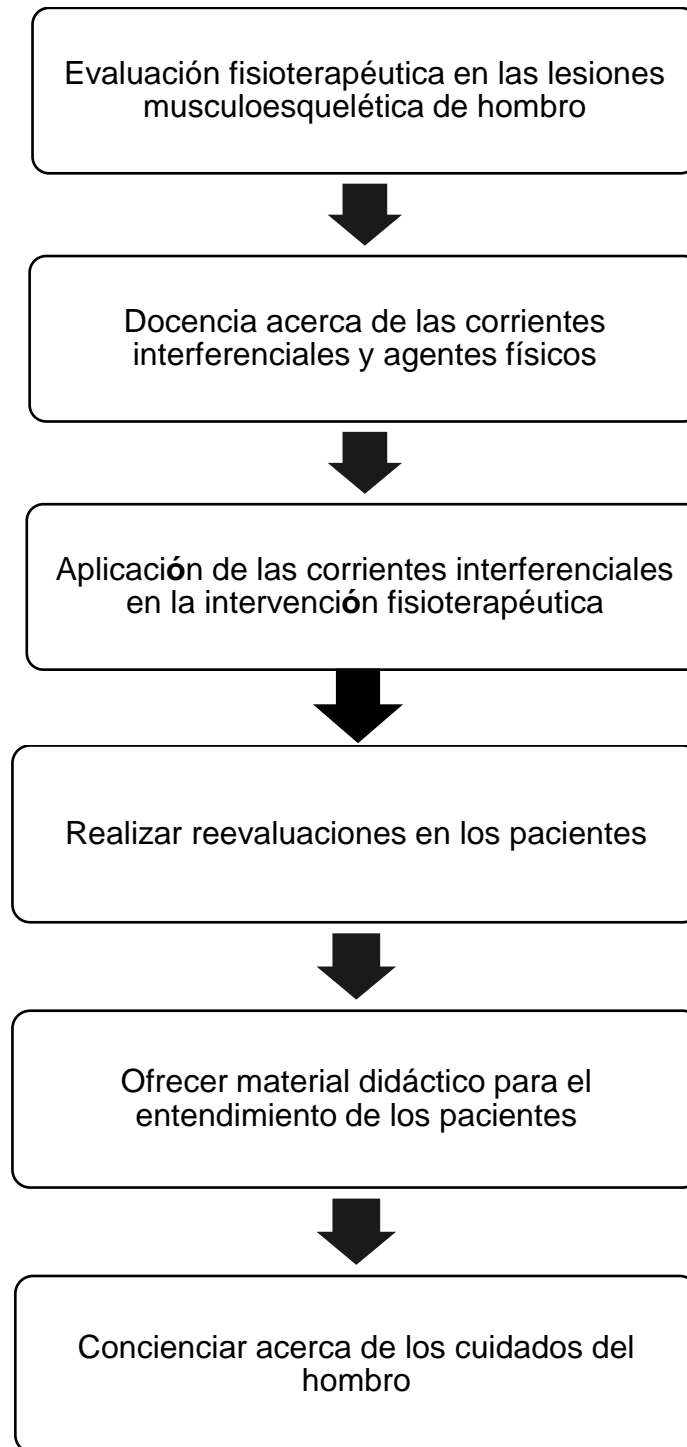 Evaluación fisioterapéutica en las lesiones
musculoesquelética de hombro
Docencia acerca de las corrientes
interferenciales y agentes físicos
Aplicación de las corrientes interferenciales
en la intervención fisioterapéutica
Realizar reevaluaciones en los pacientes
Ofrecer material didáctico para el
entendimiento de los pacientes
Concienciar acerca de los cuidados del
hombro